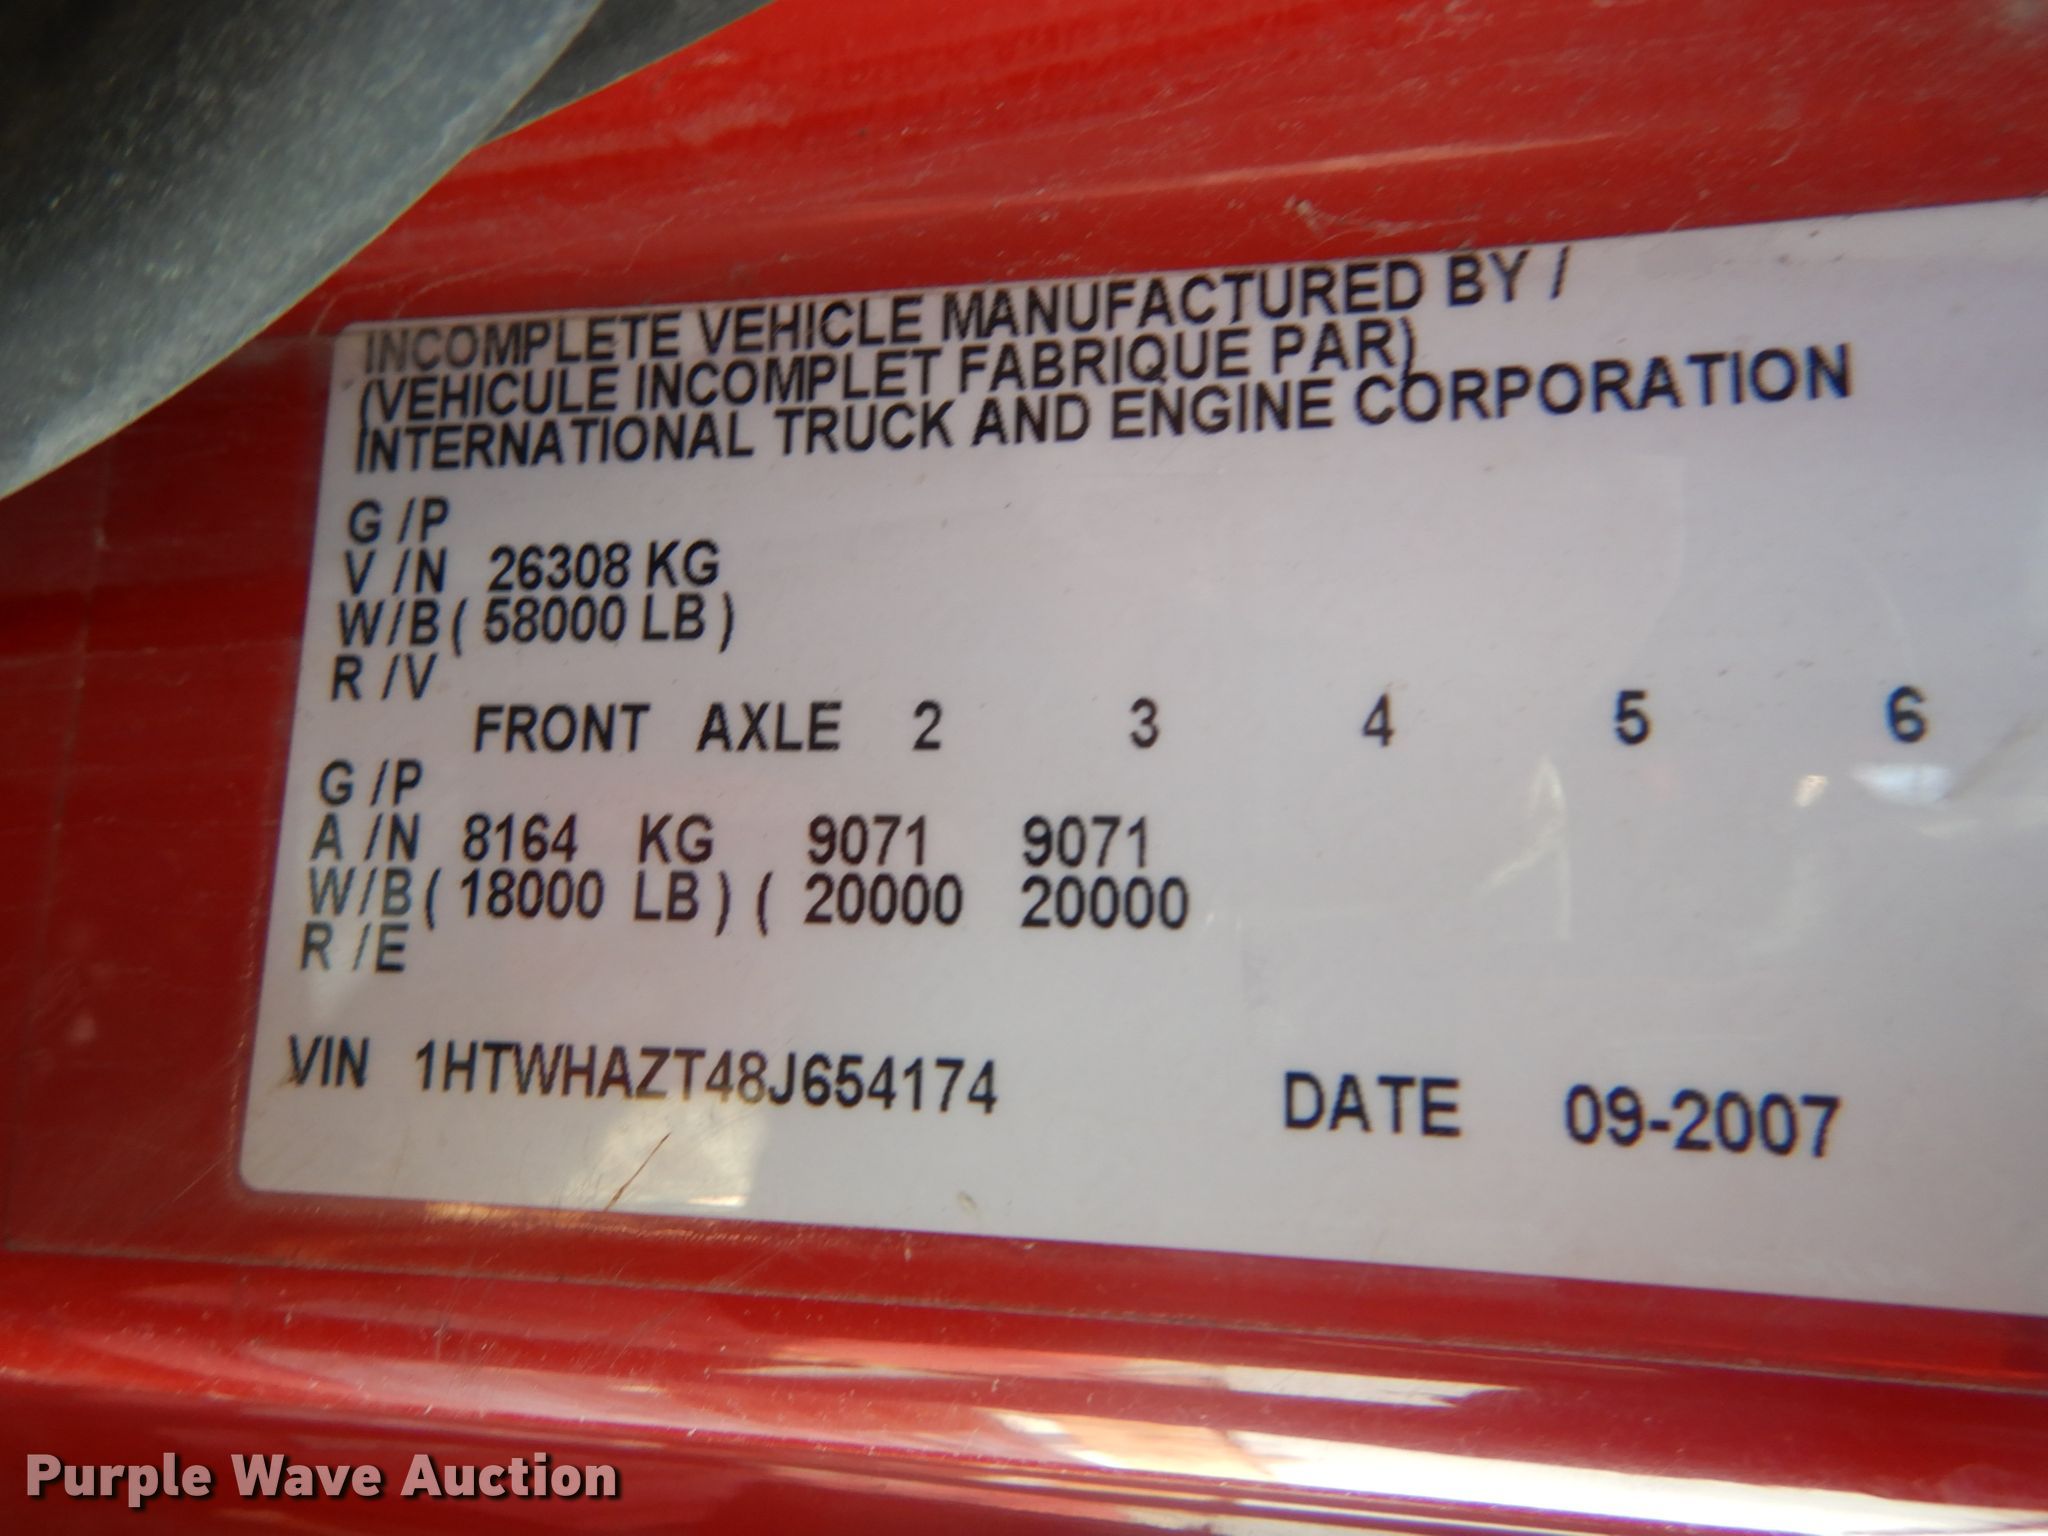 INCOMPLETE VEHICLE MANUFACTURED BY /
(VEHICULE INCOMPLET FABRIQUE PAR)
INTERNATIONAL TRUCK AND ENGINE CORPORATION
G /P
V /N 26308 KG
W/B ( 58000 LB )
R /V
FRONT AXLE 2 3 4 5 6
G /P
A /N 8164 KG 9071 9071
W/B ( 18000 LB ) ( 20000 20000
R /E
VIN 1HTWHAZT48J654174 DATE 09-2007
Purple Wave Auction